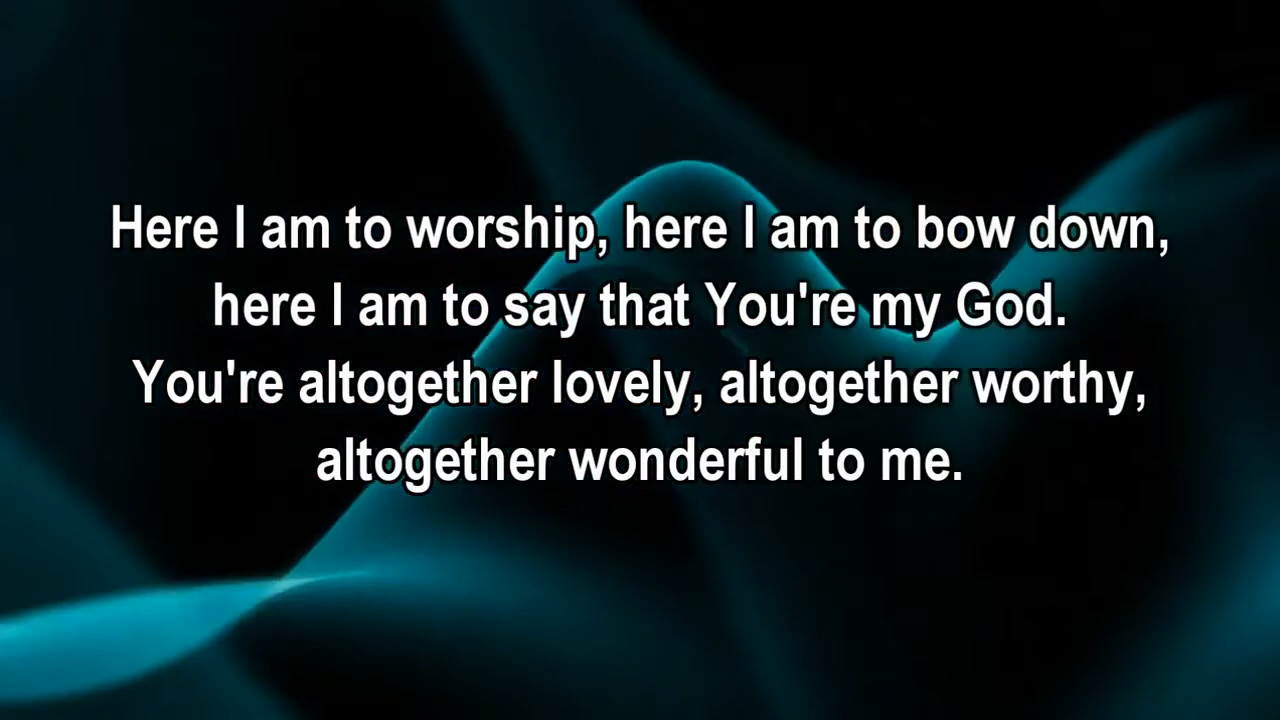 Here I am to worship, here I am to bow down,
here I am to say that You're my God.
You're altogether lovely, altogether worthy,
altogether wonderful to me.